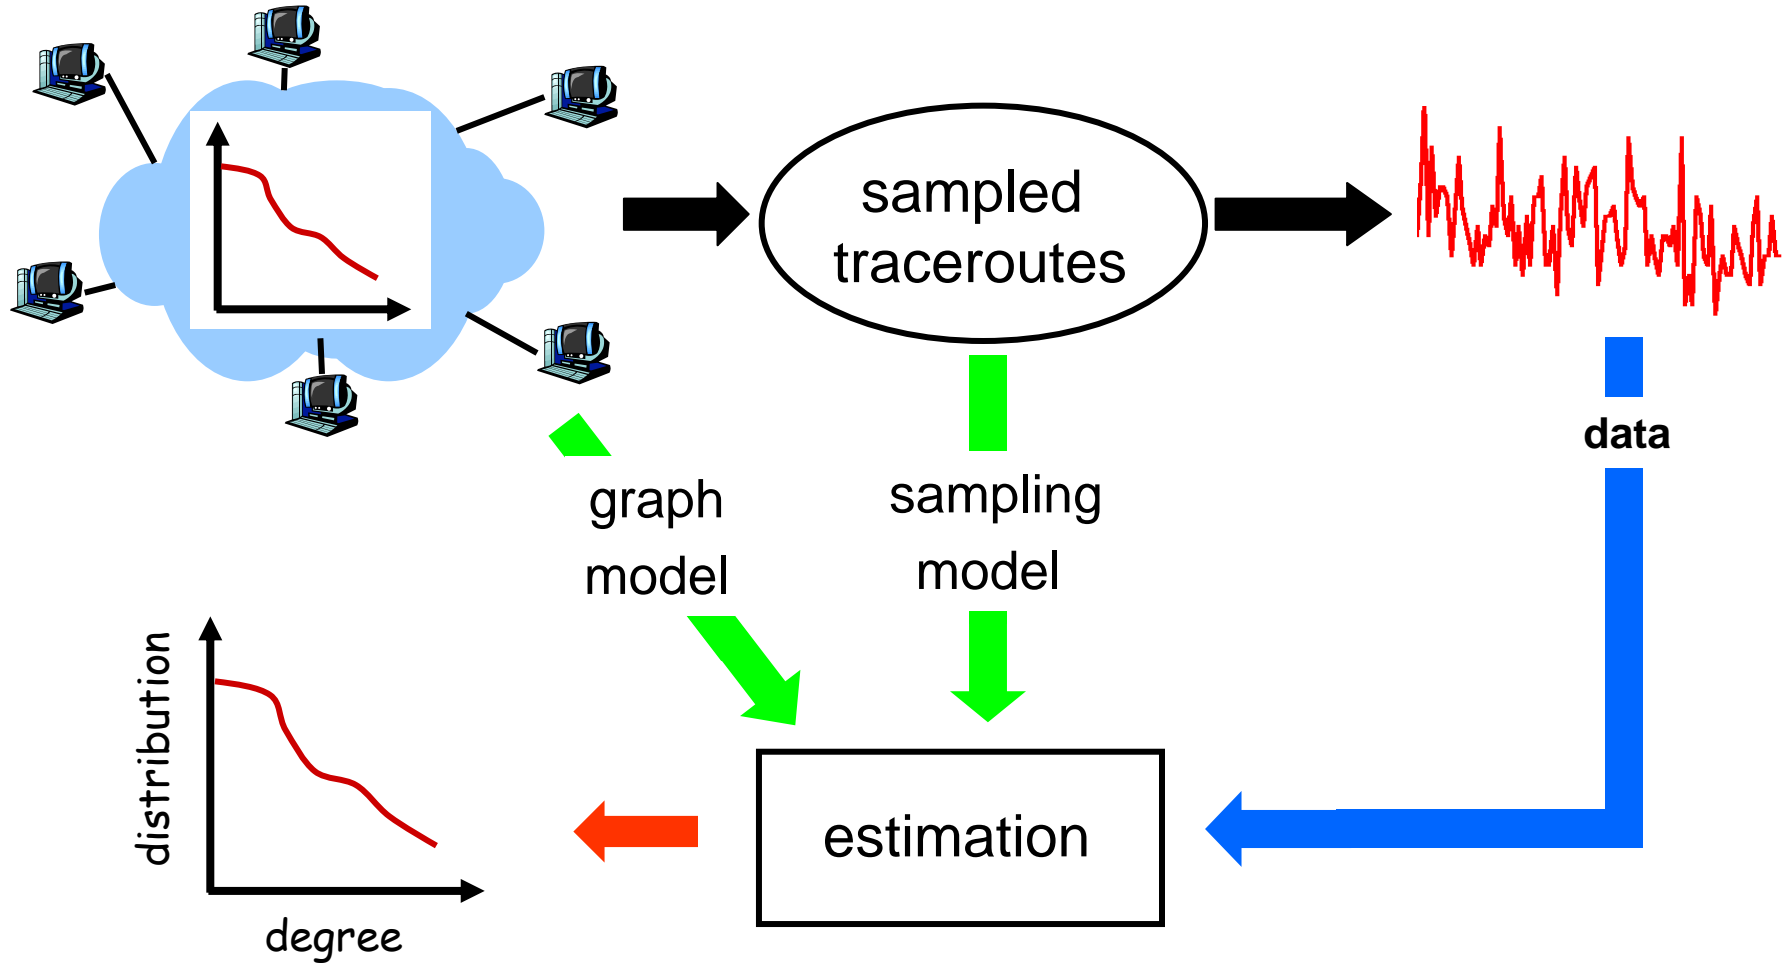 sampled
traceroutes
data
graph
model
sampling
model
distribution
degree
estimation